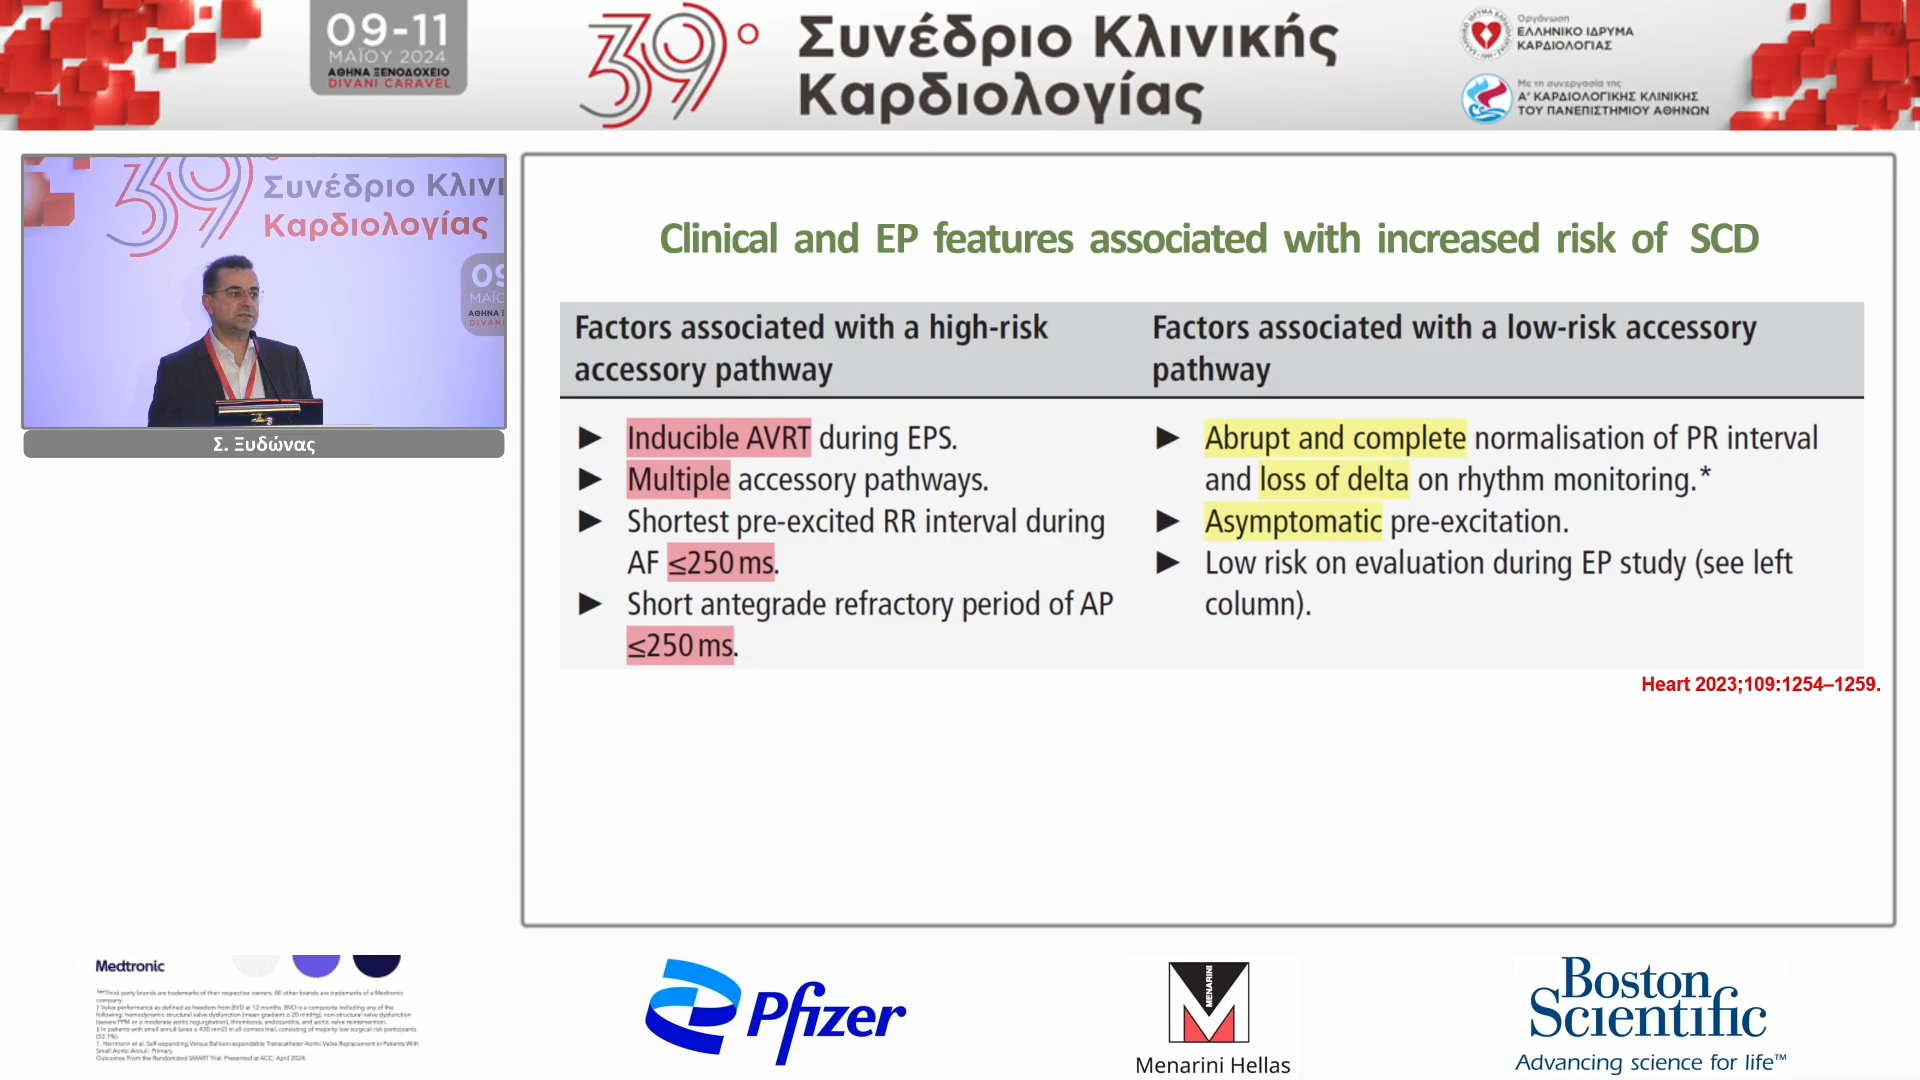 09-11
ΜΑΪΟΥ 2024
ΑΘΗΝΑ ΞΕΝΟΔΟΧΕΙΟ
DIVANI CARAVEL
39ο
Συνέδριο Κλινικής
Καρδιολογίας
Οργάνωση
ΕΛΛΗΝΙΚΟ ΙΔΡΥΜΑ
ΚΑΡΔΙΟΛΟΓΙΑΣ
Με τη συνεργασία της
Α' ΚΑΡΔΙΟΛΟΓΙΚΗΣ ΚΛΙΝΙΚΗΣ
ΤΟΥ ΠΑΝΕΠΙΣΤΗΜΙΟΥ ΑΘΗΝΩΝ
39
Συνέδριο Κλινι
Καρδιολογίας
09
ΜΑΪΟ
ΑΘΗΝΑ Ξ
DIVANI
Σ. Ξυδώνας
Clinical and EP features associated with increased risk of SCD
Factors associated with a high-risk
accessory pathway
► Inducible AVRT during EPS.
► Multiple accessory pathways.
► Shortest pre-excited RR interval during
AF ≤250 ms.
► Short antegrade refractory period of AP
≤250 ms.
Factors associated with a low-risk accessory
pathway
► Abrupt and complete normalisation of PR interval
and loss of delta on rhythm monitoring.*
► Asymptomatic pre-excitation.
► Low risk on evaluation during EP study (see left
column).
Heart 2023;109:1254–1259.
Medtronic
Pfizer
MENARINI
Menarini Hellas
Boston
Scientific
Advancing science for life™